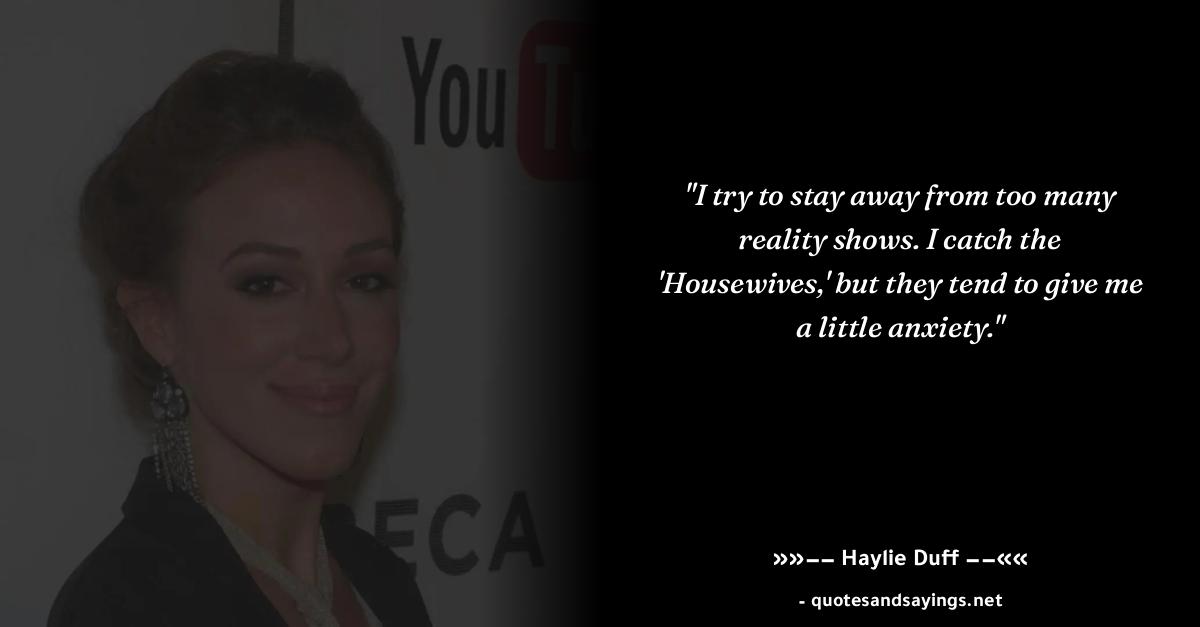 You Tu
ECA
"I try to stay away from too many
reality shows. I catch the
'Housewives,' but they tend to give me
a little anxiety."
»»–– Haylie Duff ––««
- quotesandsayings.net